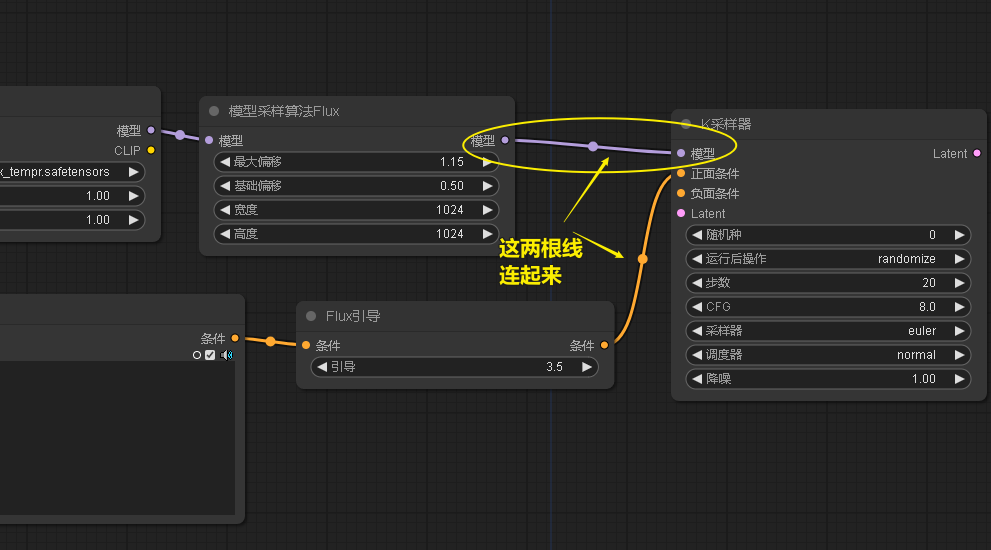 模型
CLIP
x_tempr.safetensors
1.00
1.00
模型采样算法Flux
模型 模型
最大偏移 1.15
基础偏移 0.50
宽度 1024
高度 1024
K采样器
模型 Latent
正面条件
负面条件
Latent
随机种 0
运行后操作 randomize
步数 20
CFG 8.0
采样器 euler
调度器 normal
降噪 1.00
这两根线
连起来
条件
Flux引导
条件 条件
引导 3.5